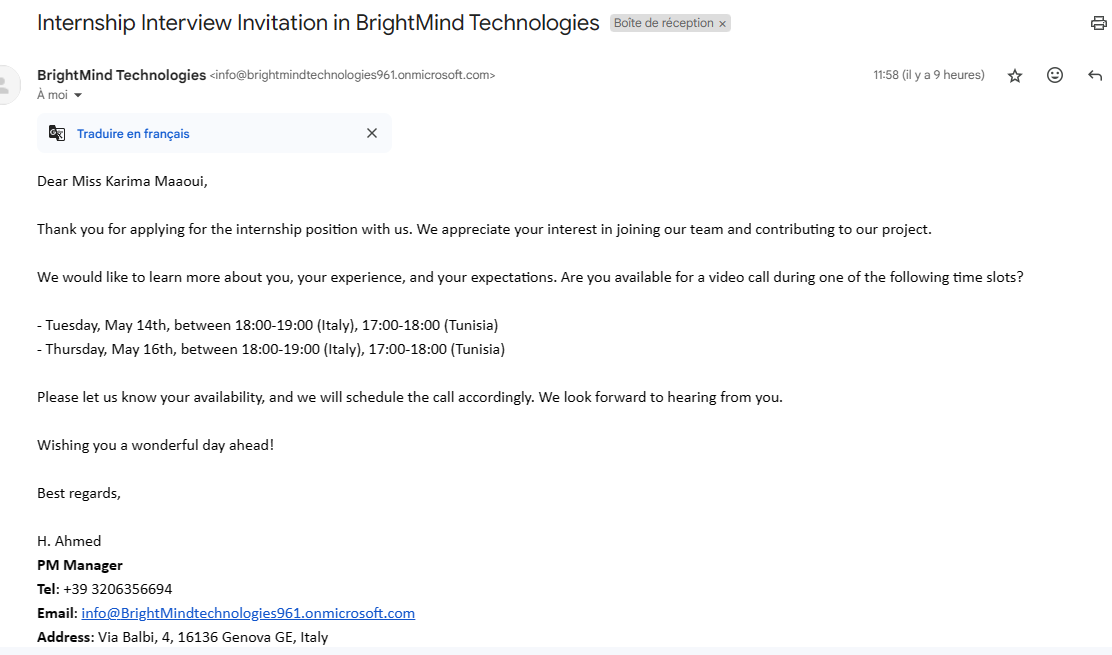 Internship Interview Invitation in BrightMind Technologies Boîte de réception ×
BrightMind Technologies <info@brightmindtechnologies961.onmicrosoft.com> 11:58 (il y a 9 heures)
À moi
Traduire en français
Dear Miss Karima Maaoui,
Thank you for applying for the internship position with us. We appreciate your interest in joining our team and contributing to our project.
We would like to learn more about you, your experience, and your expectations. Are you available for a video call during one of the following time slots?
- Tuesday, May 14th, between 18:00-19:00 (Italy), 17:00-18:00 (Tunisia)
- Thursday, May 16th, between 18:00-19:00 (Italy), 17:00-18:00 (Tunisia)
Please let us know your availability, and we will schedule the call accordingly. We look forward to hearing from you.
Wishing you a wonderful day ahead!
Best regards,
H. Ahmed
PM Manager
Tel: +39 3206356694
Email: info@BrightMindtechnologies961.onmicrosoft.com
Address: Via Balbi, 4, 16136 Genova GE, Italy